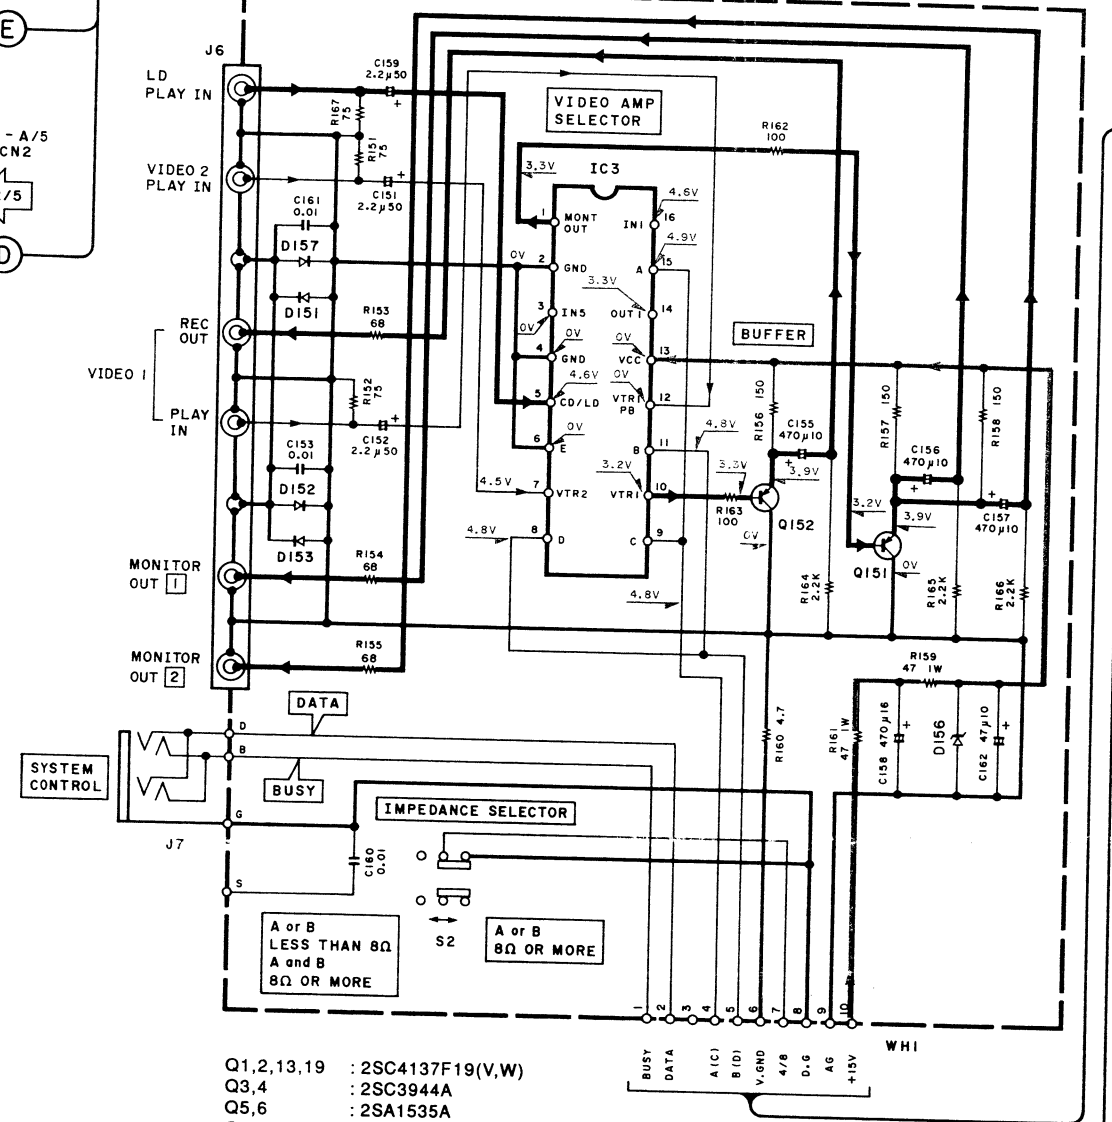 E
- A/5
CN2
/5
D
J6
LD
PLAY IN
VIDEO 2
PLAY IN
REC
OUT
VIDEO 1
PLAY
IN
MONITOR
OUT 1
MONITOR
OUT 2
C159
2.2µ50
R167
75
R151
75
C151
2.2µ50
C161
0.01
D157
D151
R153
68
R152
75
C152
2.2µ50
C153
0.01
D152
D153
R154
68
R155
68
VIDEO AMP
SELECTOR
IC3
R162
100
3.3V
1
MONT
OUT
0V
2
GND
3
IN5
0V
4
GND
0V
5
CD/LD
4.6V
6
E
0V
4.5V
7
VTR2
4.8V
8
D
4.6V
16
IN1
4.9V
15
A
3.3V
14
OUT1
0V
13
VCC
0V
12
VTR1
PB
11
B
4.8V
3.2V
10
VTR1
9
C
4.8V
BUFFER
R156 150
R157 150
R158 150
C155
470µ10
C156
470µ10
C157
470µ10
3.3V
3.9V
R163
100
Q152
0V
3.2V
3.9V
Q151
0V
R164
2.2K
R165
2.2K
R166
2.2K
R159
47 1W
R160 4.7
R161
47 1W
C158 470µ16
D156
C162 47µ10
DATA
D
B
BUSY
SYSTEM
CONTROL
G
J7
S
C160
0.01
IMPEDANCE SELECTOR
S2
A or B
LESS THAN 8Ω
A and B
8Ω OR MORE
A or B
8Ω OR MORE
1
2
3
4
5
6
7
8
9
10
WH1
BUSY
DATA
A(C)
B(D)
V.GND
4/8
D.G
AG
+15V
Q1,2,13,19 : 2SC4137F19(V,W)
Q3,4 : 2SC3944A
Q5,6 : 2SA1535A